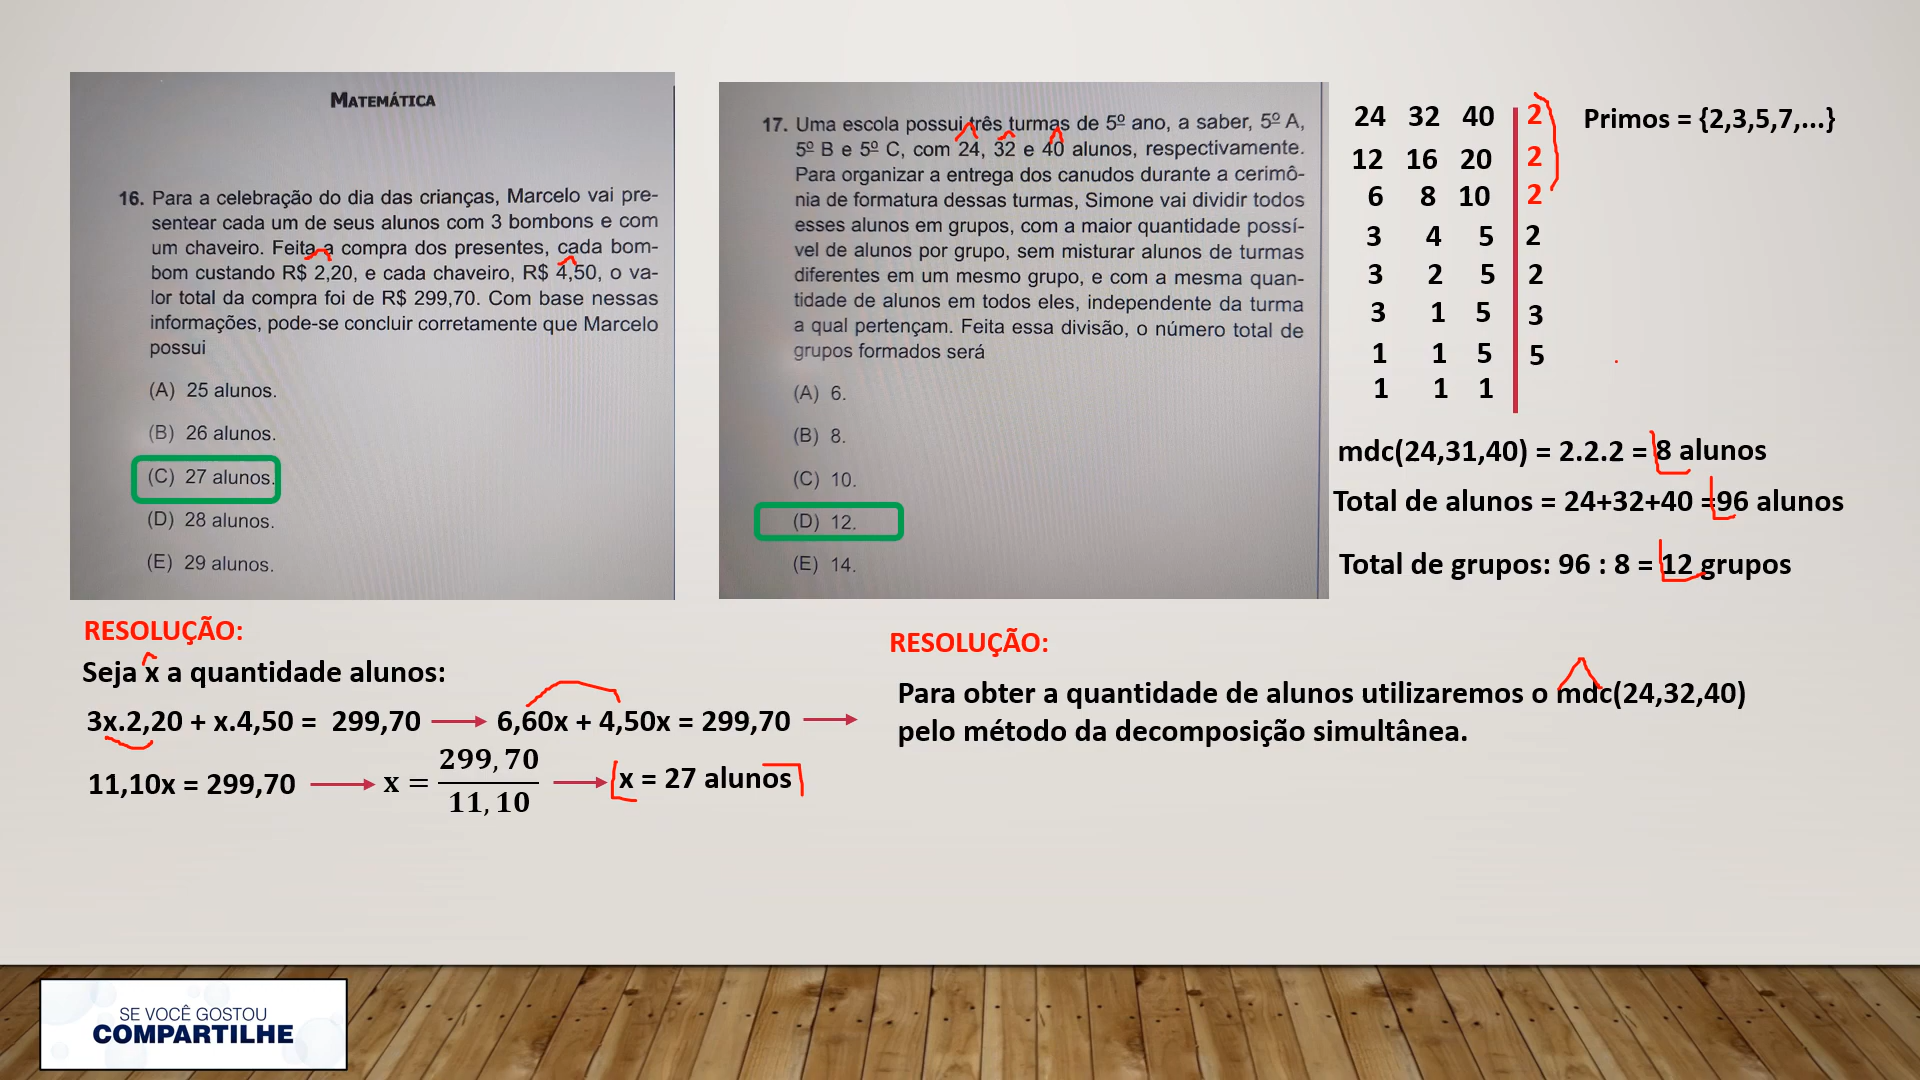 MATEMÁTICA
16. Para a celebração do dia das crianças, Marcelo vai pre-
sentear cada um de seus alunos com 3 bombons e com
um chaveiro. Feita a compra dos presentes, cada bom-
bom custando R$ 2,20, e cada chaveiro, R$ 4,50, o va-
lor total da compra foi de R$ 299,70. Com base nessas
informações, pode-se concluir corretamente que Marcelo
possui
(A) 25 alunos.
(B) 26 alunos.
(C) 27 alunos.
(D) 28 alunos.
(E) 29 alunos.
17. Uma escola possui três turmas de 5º ano, a saber, 5º A,
5º B e 5º C, com 24, 32 e 40 alunos, respectivamente.
Para organizar a entrega dos canudos durante a cerimô-
nia de formatura dessas turmas, Simone vai dividir todos
esses alunos em grupos, com a maior quantidade possí-
vel de alunos por grupo, sem misturar alunos de turmas
diferentes em um mesmo grupo, e com a mesma quan-
tidade de alunos em todos eles, independente da turma
a qual pertençam. Feita essa divisão, o número total de
grupos formados será
(A) 6.
(B) 8.
(C) 10.
(D) 12.
(E) 14.
24 32 40 2
12 16 20 2
6 8 10 2
3 4 5 2
3 2 5 2
3 1 5 3
1 1 5 5
1 1 1
Primos = {2,3,5,7,...}
mdc(24,31,40) = 2.2.2 = 8 alunos
Total de alunos = 24+32+40 =96 alunos
Total de grupos: 96 : 8 = 12 grupos
RESOLUÇÃO:
Seja x a quantidade alunos:
3x.2,20 + x.4,50 = 299,70 → 6,60x + 4,50x = 299,70 →
11,10x = 299,70 → x = 299,70 / 11,10 → x = 27 alunos
RESOLUÇÃO:
Para obter a quantidade de alunos utilizaremos o mdc(24,32,40)
pelo método da decomposição simultânea.
SE VOCÊ GOSTOU
COMPARTILHE